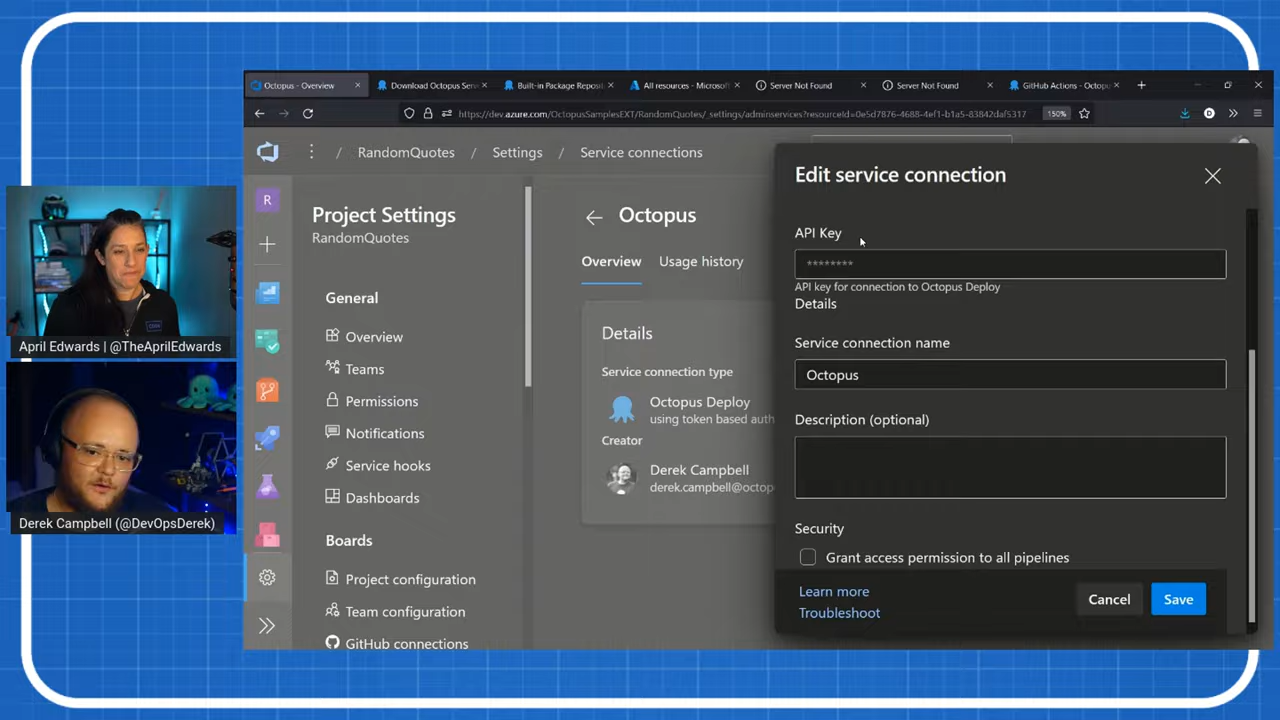 Octopus - Overview
Download Octopus Serv
Built-in Package Reposito
All resources - Microsoft
Server Not Found
Server Not Found
GitHub Actions - Octopus
https://dev.azure.com/OctopusSamplesEXT/RandomQuotes/_settings/adminservices?resourceId=0e5d7876-4688-4ef1-b1a5-83842daf5317
150%
/ RandomQuotes / Settings / Service connections
R
Project Settings
RandomQuotes
General
Overview
Teams
Permissions
Notifications
Service hooks
Dashboards
Boards
Project configuration
Team configuration
GitHub connections
Octopus
Overview
Usage history
Details
Service connection type
Octopus Deploy
using token based auth
Creator
Derek Campbell
derek.campbell@octop
Edit service connection
API Key
********
API key for connection to Octopus Deploy
Details
Service connection name
Octopus
Description (optional)
Security
Grant access permission to all pipelines
Learn more
Troubleshoot
Cancel
Save
April Edwards | @TheAprilEdwards
Derek Campbell (@DevOpsDerek)